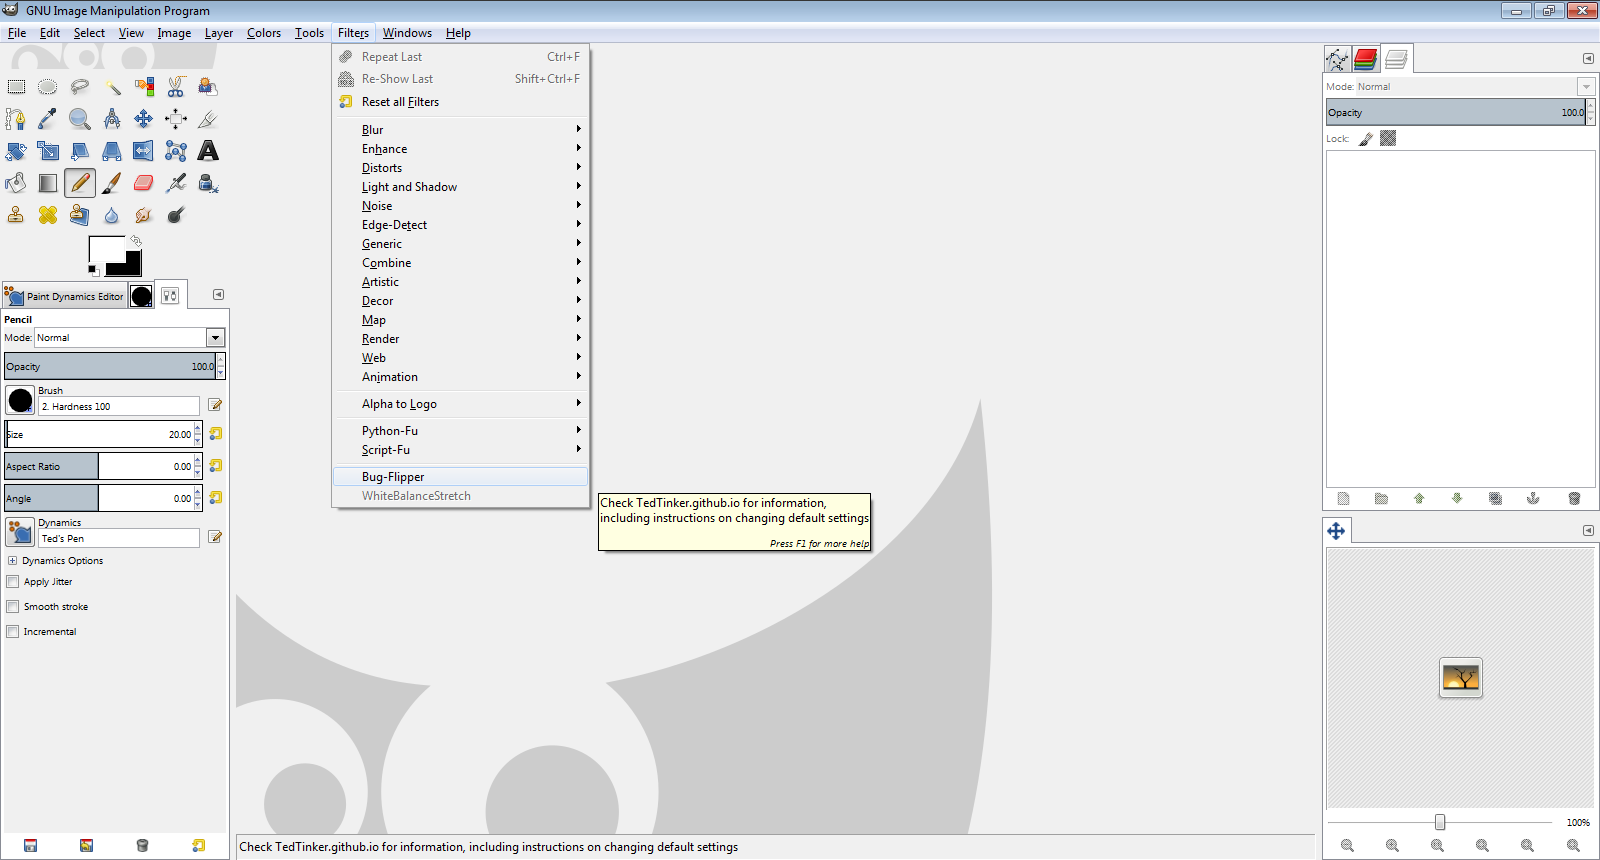 GNU Image Manipulation Program
File Edit Select View Image Layer Colors Tools Filters Windows Help
Repeat Last Ctrl+F
Re-Show Last Shift+Ctrl+F
Reset all Filters
Blur
Enhance
Distorts
Light and Shadow
Noise
Edge-Detect
Generic
Combine
Artistic
Decor
Map
Render
Web
Animation
Alpha to Logo
Python-Fu
Script-Fu
Bug-Flipper
WhiteBalanceStretch
Check TedTinker.github.io for information,
including instructions on changing default settings
Press F1 for more help
Paint Dynamics Editor
Pencil
Mode: Normal
Opacity 100.0
Brush
2. Hardness 100
Size 20.00
Aspect Ratio 0.00
Angle 0.00
Dynamics
Ted's Pen
Dynamics Options
Apply Jitter
Smooth stroke
Incremental
Mode: Normal
Opacity 100.0
Lock:
100%
Check TedTinker.github.io for information, including instructions on changing default settings